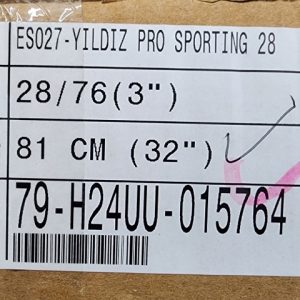 ES027-YILDIZ PRO SPORTING 28
28/76(3")
81 CM (32")
79-H24UU-015764